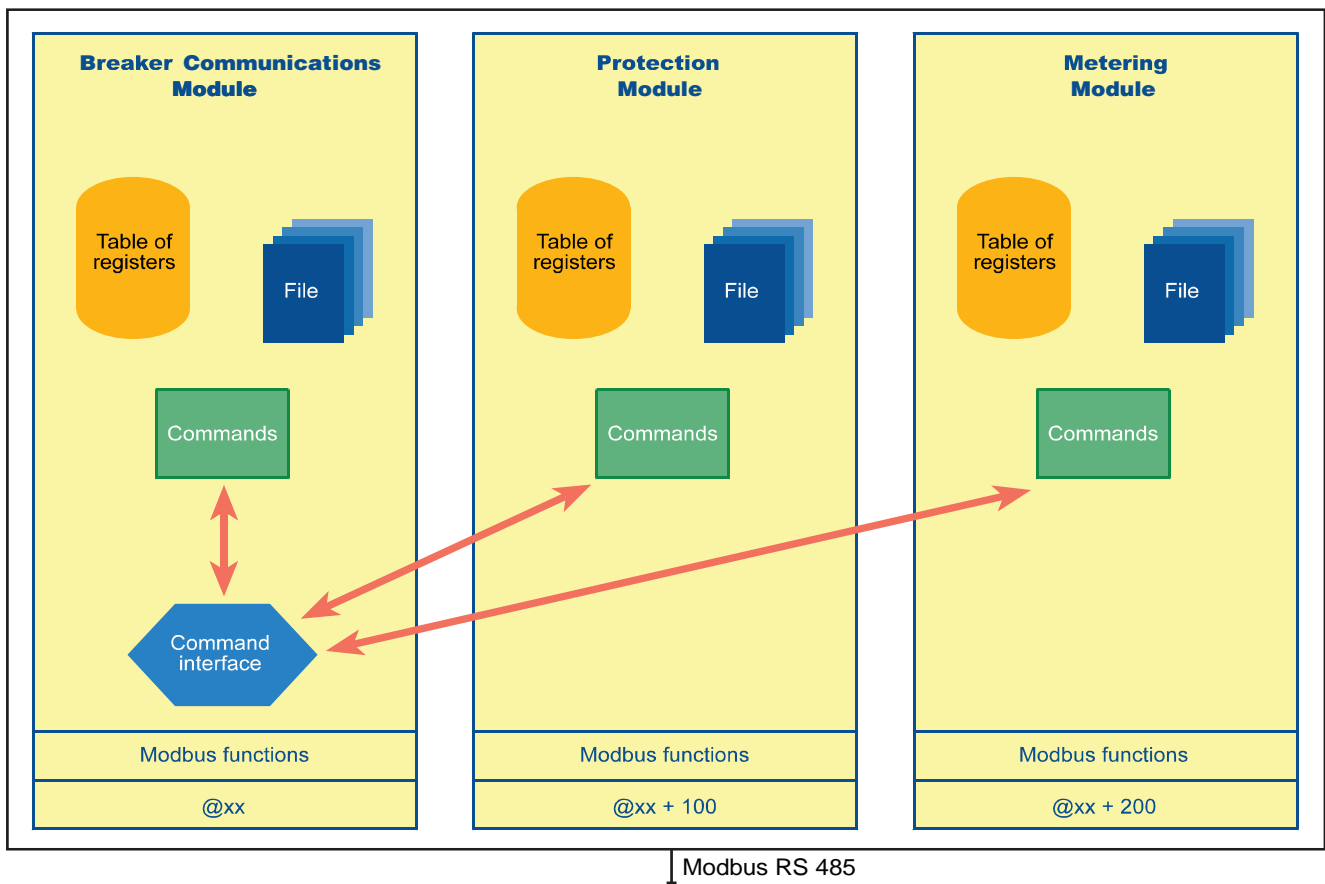 Breaker Communications
Module
Table of
registers
File
Commands
Command
interface
Modbus functions
@xx
Protection
Module
Table of
registers
File
Commands
Modbus functions
@xx + 100
Metering
Module
Table of
registers
File
Commands
Modbus functions
@xx + 200
Modbus RS 485